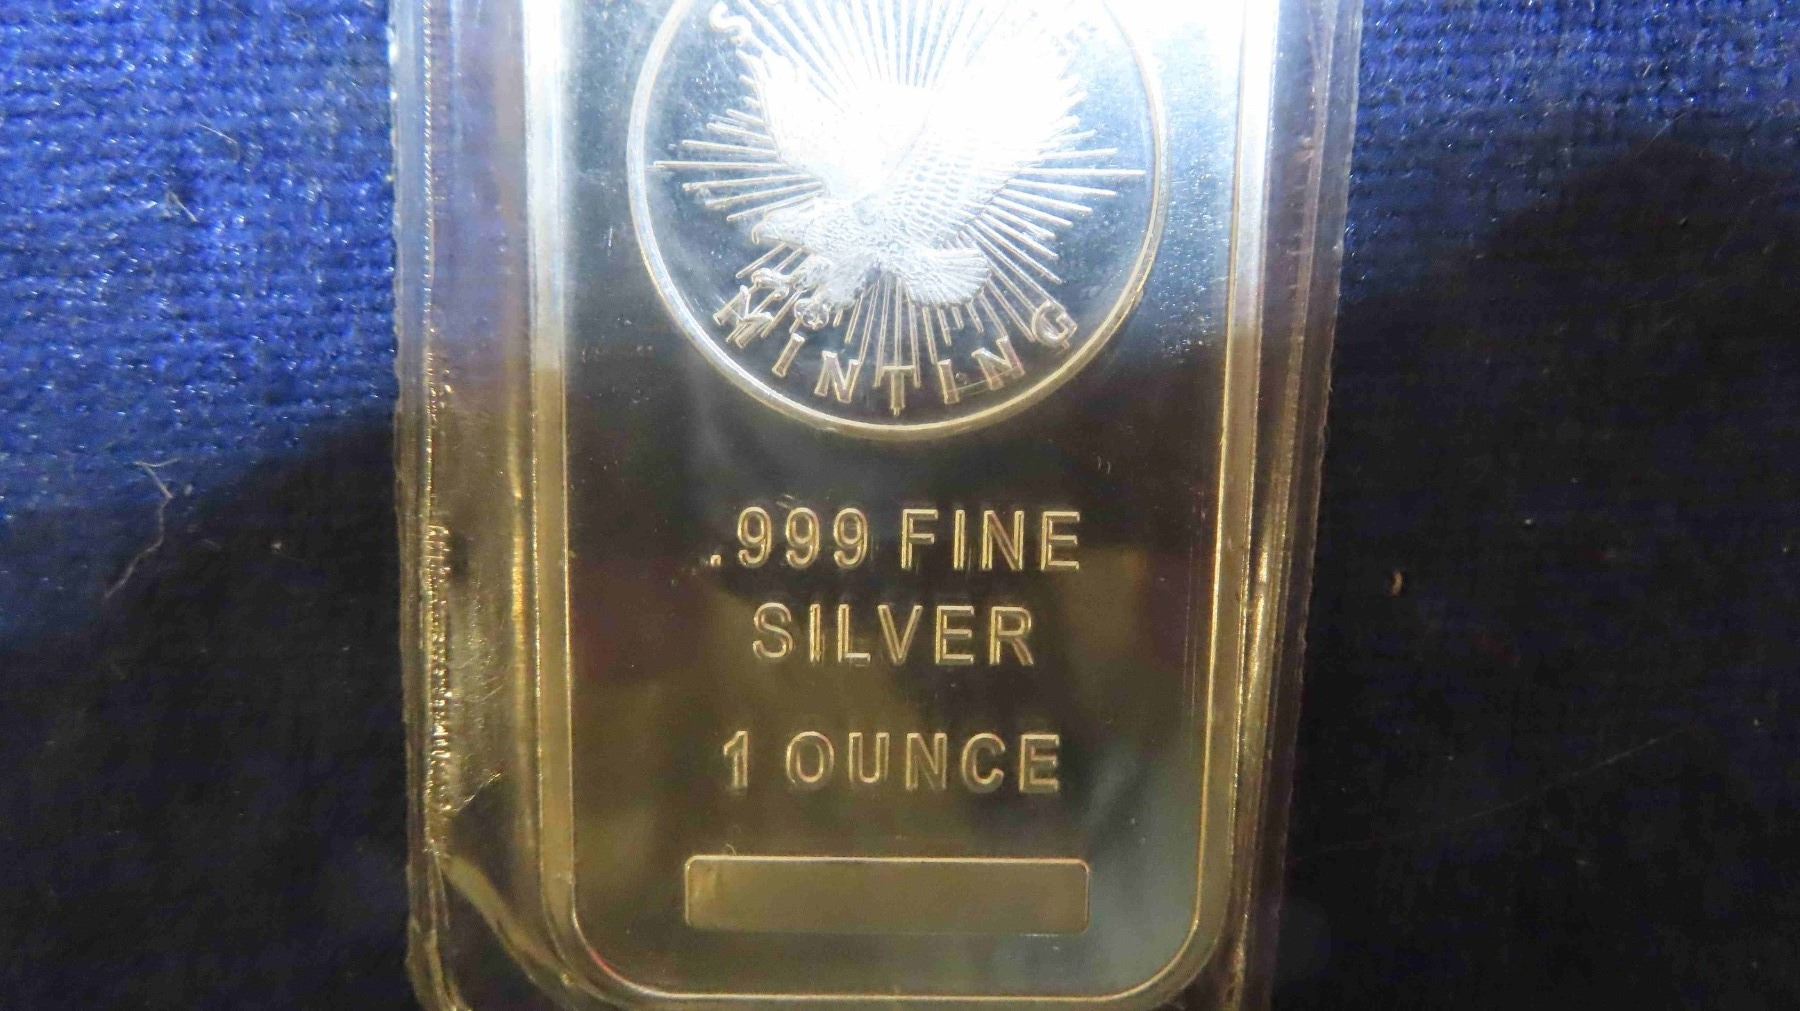 MINTING
.999 FINE
SILVER
1 OUNCE